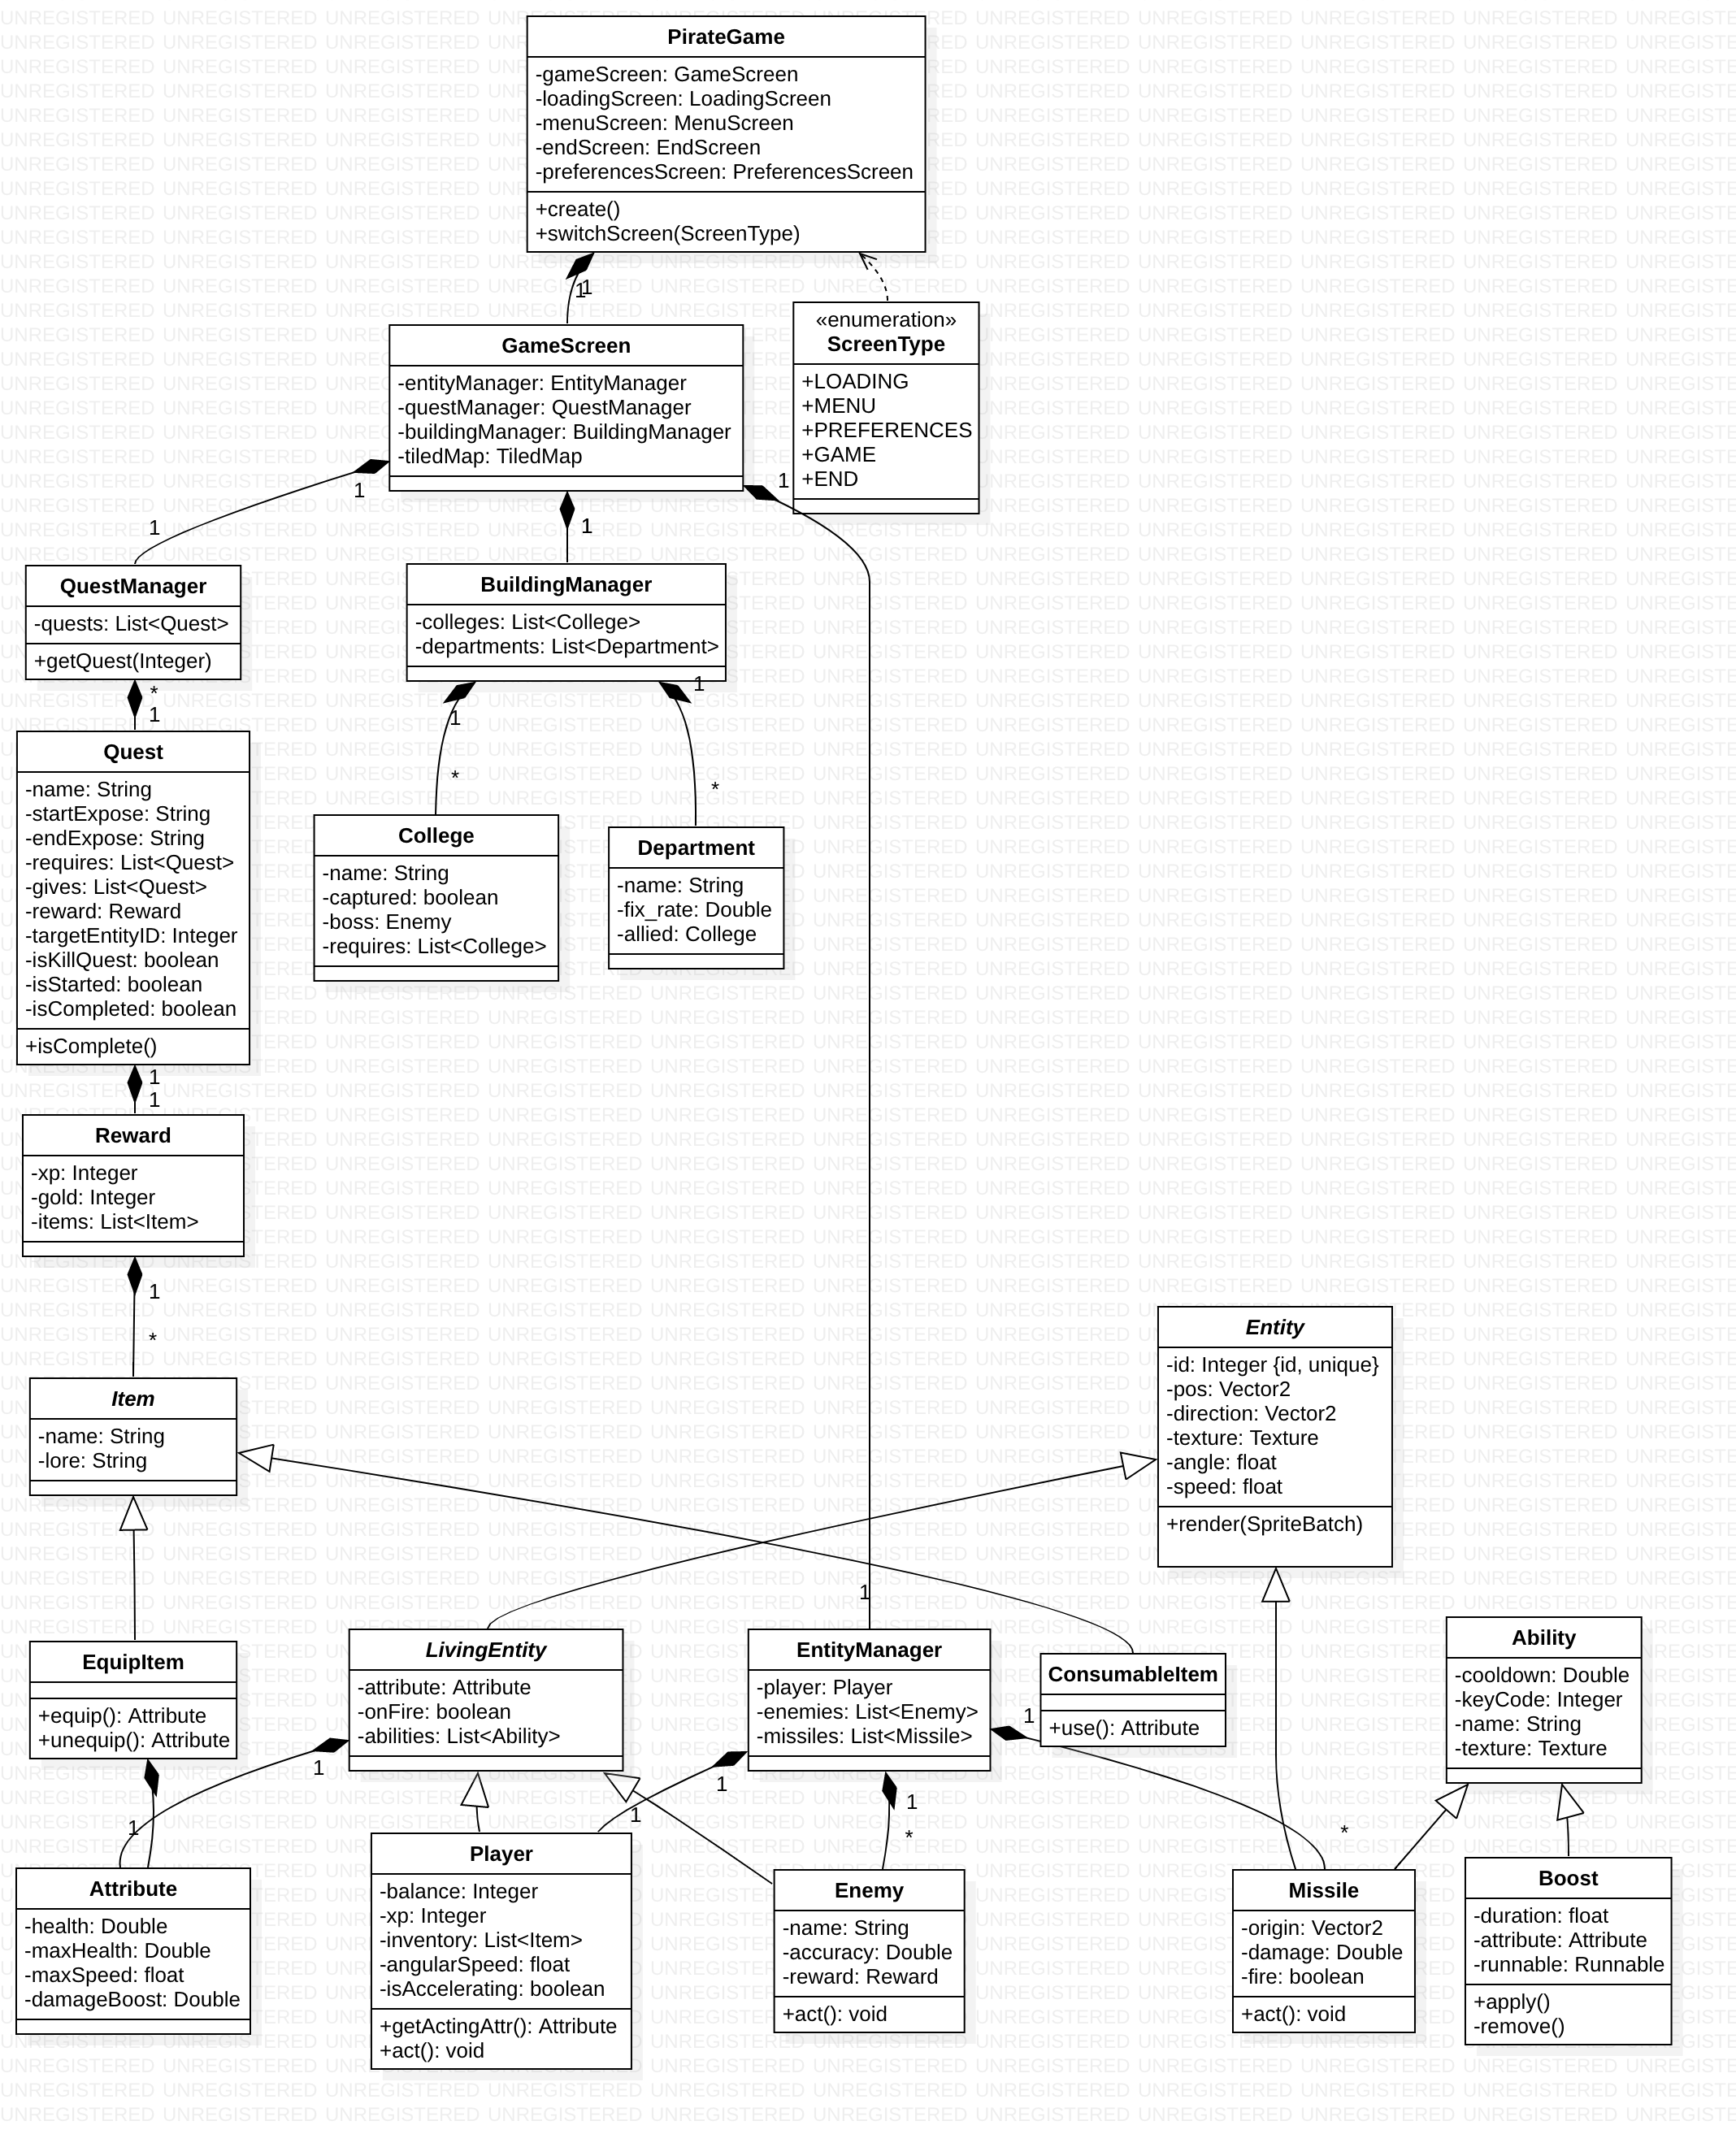 PirateGame
-gameScreen: GameScreen
-loadingScreen: LoadingScreen
-menuScreen: MenuScreen
-endScreen: EndScreen
-preferencesScreen: PreferencesScreen
+create()
+switchScreen(ScreenType)
1
1
«enumeration»
ScreenType
+LOADING
+MENU
+PREFERENCES
+GAME
+END
GameScreen
-entityManager: EntityManager
-questManager: QuestManager
-buildingManager: BuildingManager
-tiledMap: TiledMap
1
1
1
1
QuestManager
-quests: List<Quest>
+getQuest(Integer)
*
1
BuildingManager
-colleges: List<College>
-departments: List<Department>
1
1
*
*
Quest
-name: String
-startExpose: String
-endExpose: String
-requires: List<Quest>
-gives: List<Quest>
-reward: Reward
-targetEntityID: Integer
-isKillQuest: boolean
-isStarted: boolean
-isCompleted: boolean
+isComplete()
1
1
College
-name: String
-captured: boolean
-boss: Enemy
-requires: List<College>
Department
-name: String
-fix_rate: Double
-allied: College
Reward
-xp: Integer
-gold: Integer
-items: List<Item>
1
*
Item
-name: String
-lore: String
Entity
-id: Integer {id, unique}
-pos: Vector2
-direction: Vector2
-texture: Texture
-angle: float
-speed: float
+render(SpriteBatch)
1
EquipItem
+equip(): Attribute
+unequip(): Attribute
LivingEntity
-attribute: Attribute
-onFire: boolean
-abilities: List<Ability>
EntityManager
-player: Player
-enemies: List<Enemy>
-missiles: List<Missile>
1
ConsumableItem
+use(): Attribute
Ability
-cooldown: Double
-keyCode: Integer
-name: String
-texture: Texture
1
1
1
1
1
*
*
Attribute
-health: Double
-maxHealth: Double
-maxSpeed: float
-damageBoost: Double
Player
-balance: Integer
-xp: Integer
-inventory: List<Item>
-angularSpeed: float
-isAccelerating: boolean
+getActingAttr(): Attribute
+act(): void
Enemy
-name: String
-accuracy: Double
-reward: Reward
+act(): void
Missile
-origin: Vector2
-damage: Double
-fire: boolean
+act(): void
Boost
-duration: float
-attribute: Attribute
-runnable: Runnable
+apply()
-remove()